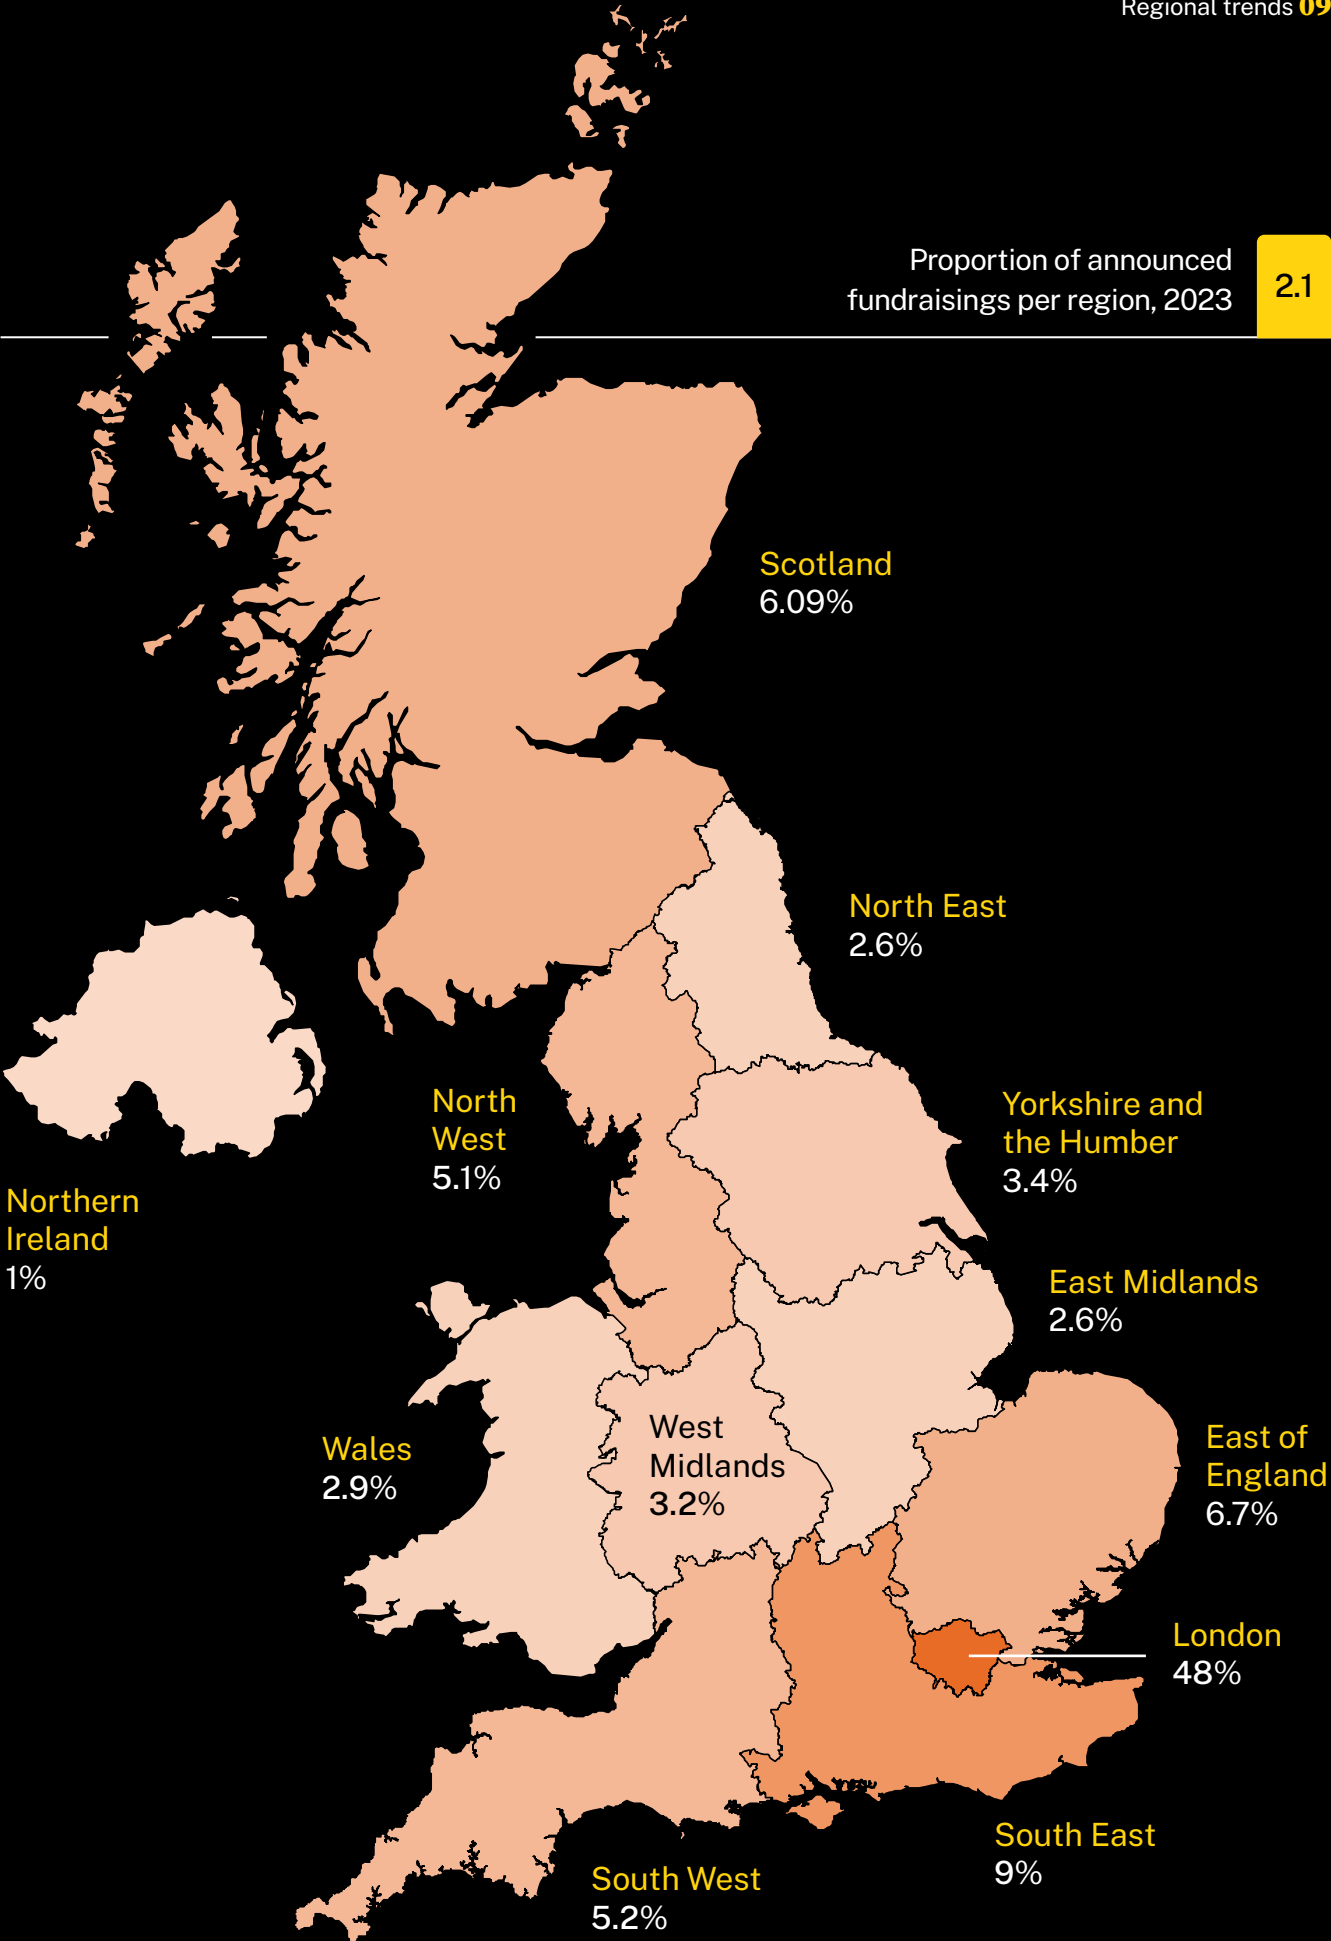 Regional trends 09
Proportion of announced
fundraisings per region, 2023
2.1
Scotland
6.09%
North East
2.6%
North
West
5.1%
Yorkshire and
the Humber
3.4%
Northern
Ireland
1%
East Midlands
2.6%
West
Midlands
3.2%
Wales
2.9%
East of
England
6.7%
London
48%
South East
9%
South West
5.2%